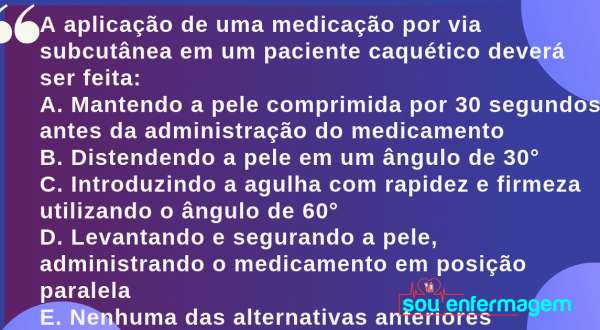 A aplicação de uma medicação por via
subcutânea em um paciente caquético deverá
ser feita:
A. Mantendo a pele comprimida por 30 segundos
antes da administração do medicamento
B. Distendendo a pele em um ângulo de 30°
C. Introduzindo a agulha com rapidez e firmeza
utilizando o ângulo de 60°
D. Levantando e segurando a pele,
administrando o medicamento em posição
paralela
E. Nenhuma das alternativas anteriores
sou enfermagem